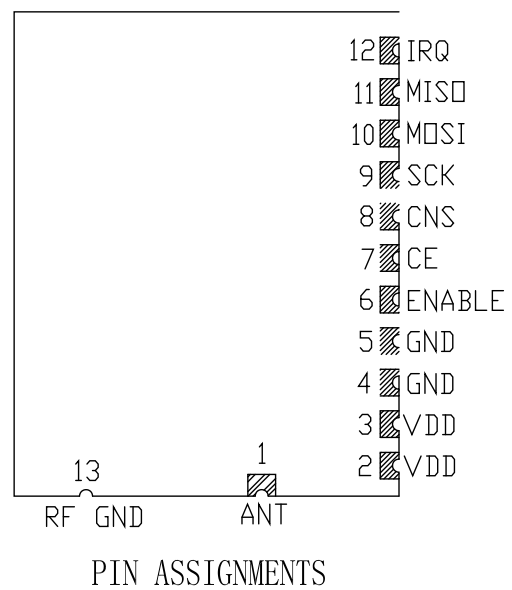 12 IRQ
11 MISO
10 MOSI
9 SCK
8 CNS
7 CE
6 ENABLE
5 GND
4 GND
3 VDD
2 VDD
13
1
RF GND
ANT
PIN ASSIGNMENTS